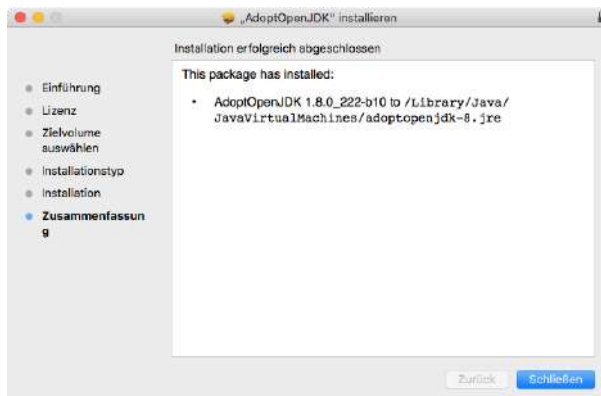 „AdoptOpenJDK“ installieren
Installation erfolgreich abgeschlossen
Einführung
Lizenz
Zielvolume
auswählen
Installationstyp
Installation
Zusammenfassun
g
This package has installed:
• AdoptOpenJDK 1.8.0_222-b10 to /Library/Java/
JavaVirtualMachines/adoptopenjdk-8.jre
Zurück
Schließen